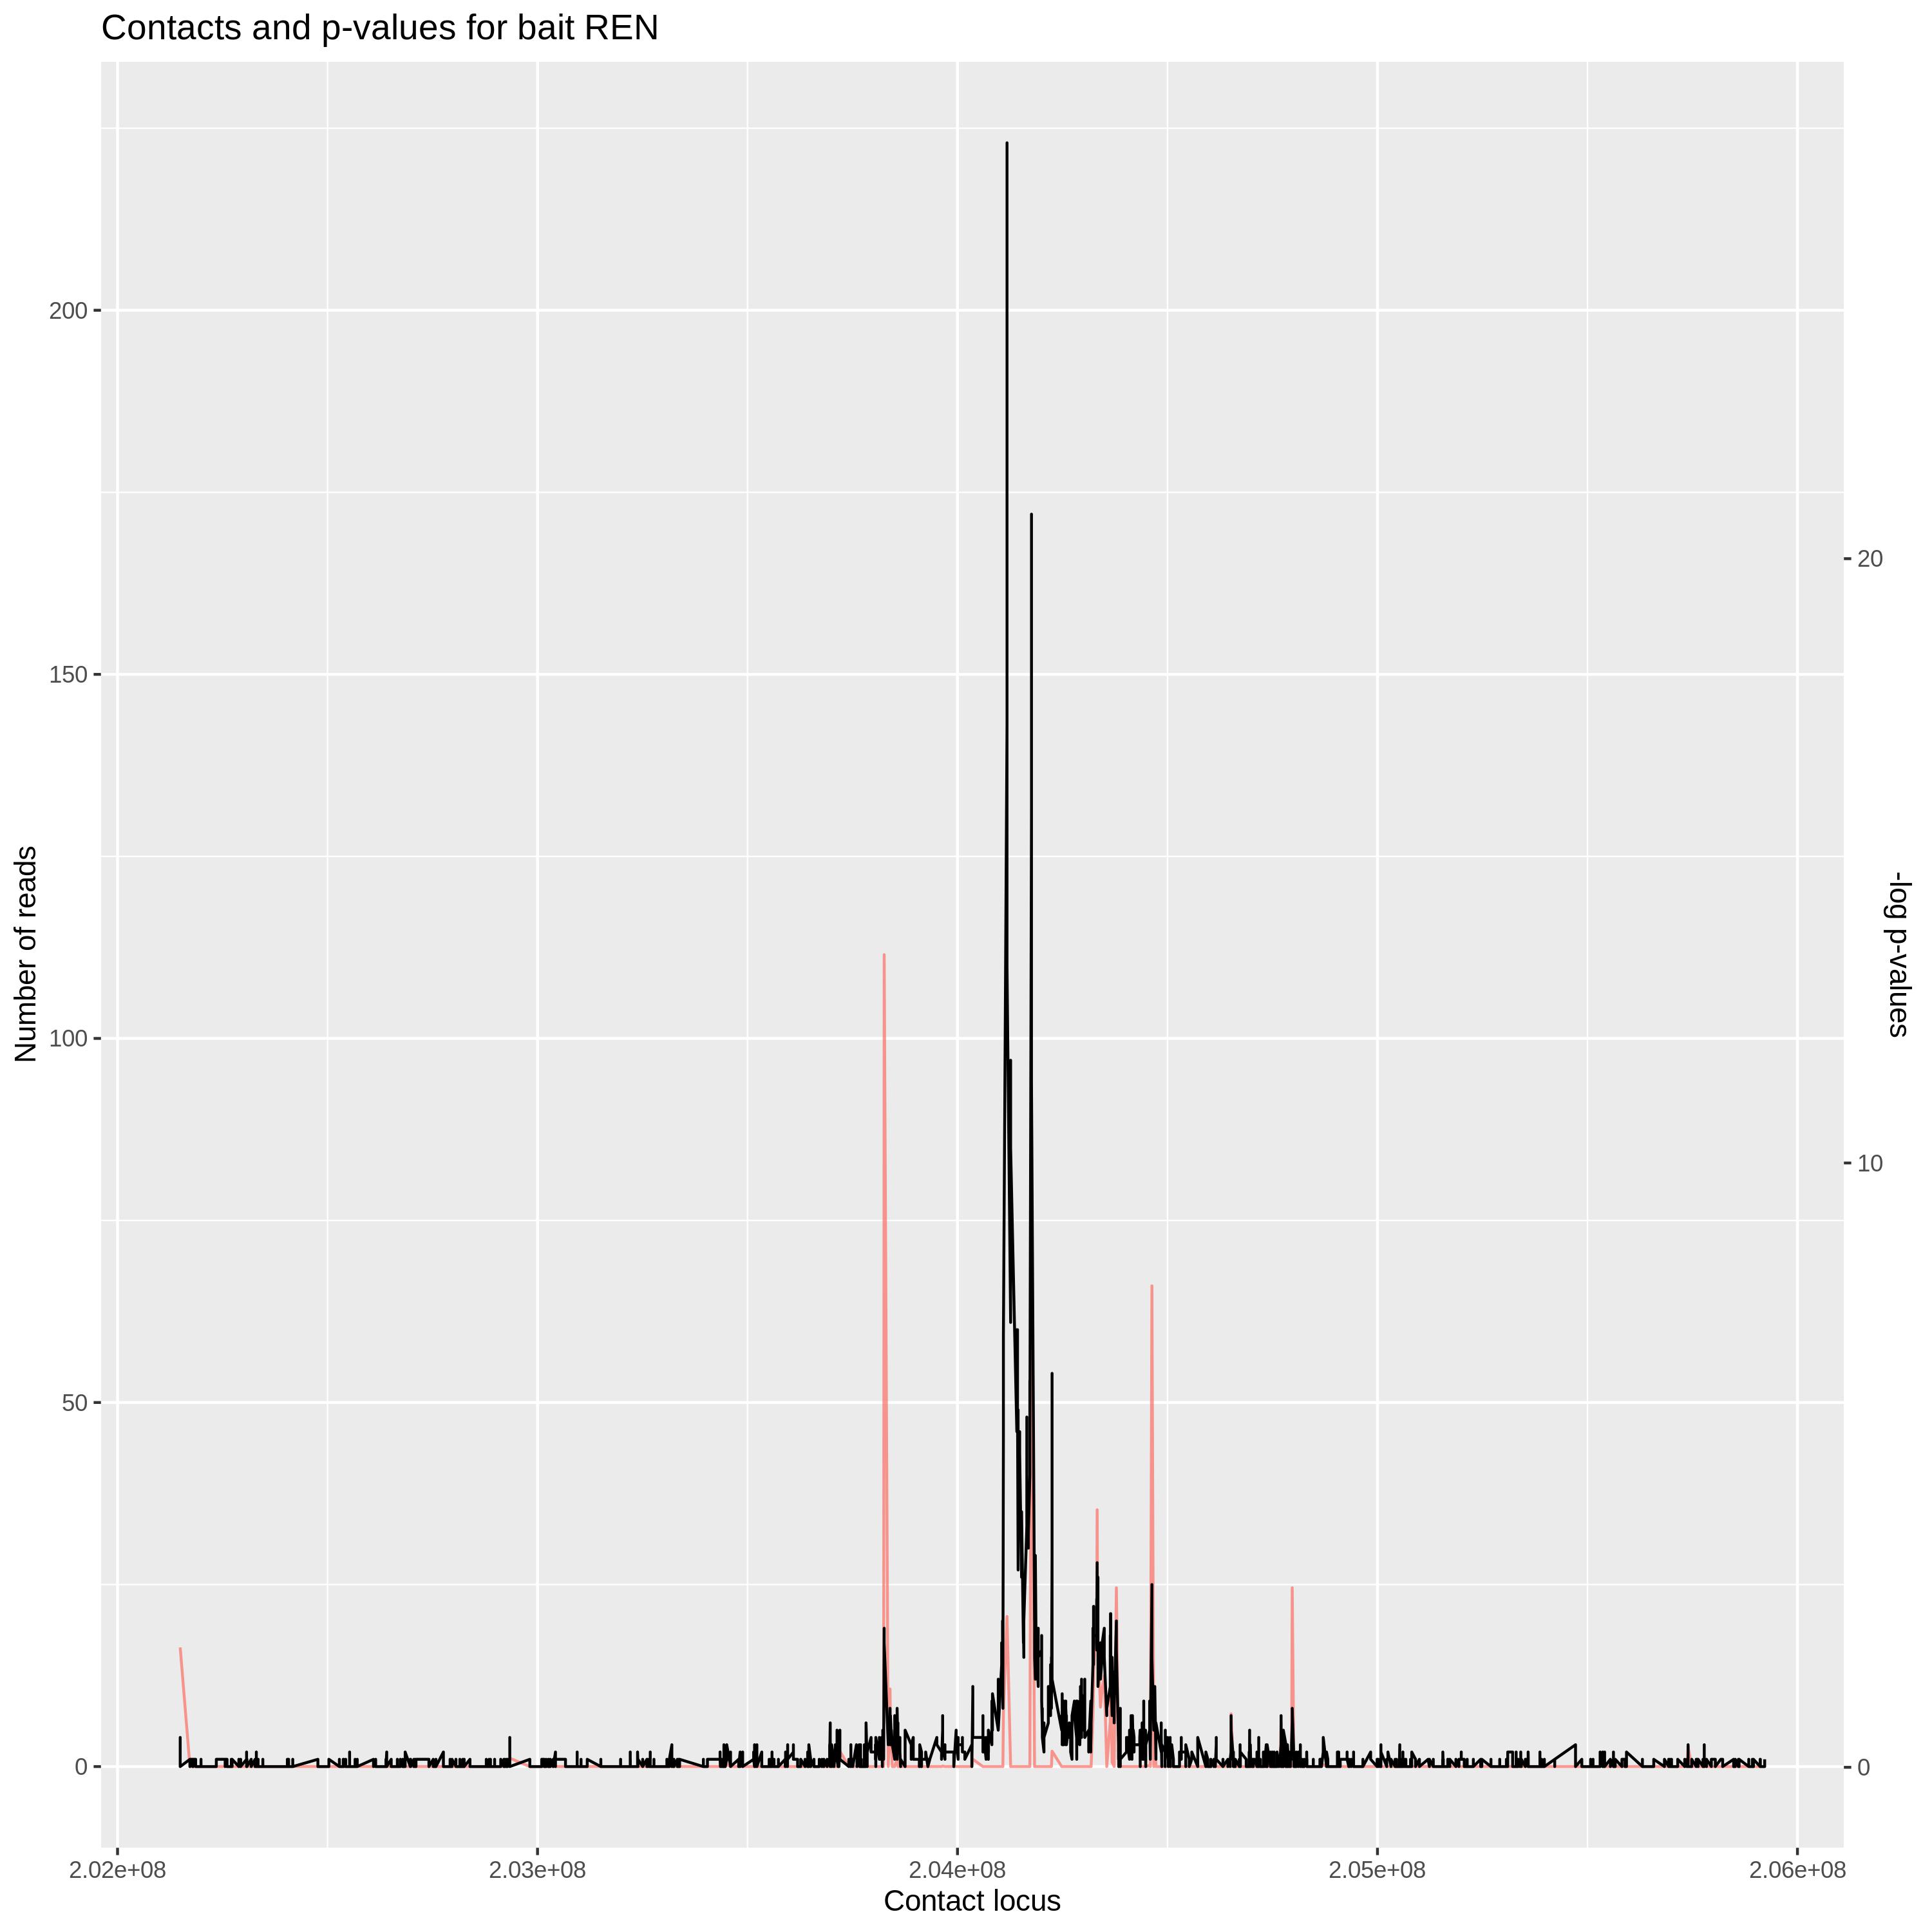 Contacts and p-values for bait REN
Number of reads
200
150
100
50
0
20
10
0
-log p-values
2.02e+08
2.03e+08
2.04e+08
2.05e+08
2.06e+08
Contact locus